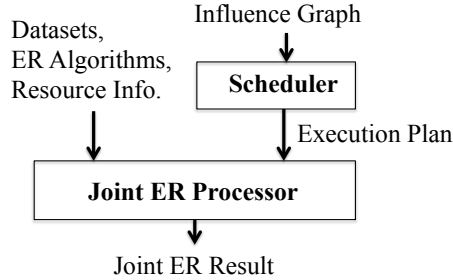 Influence Graph
Datasets,
ER Algorithms,
Resource Info.
Scheduler
Execution Plan
Joint ER Processor
Joint ER Result